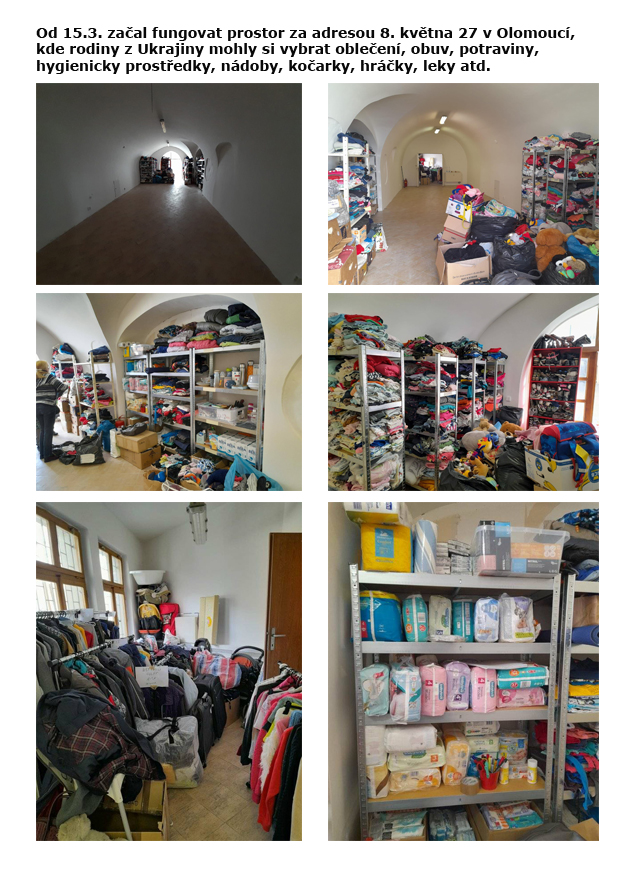 Od 15.3. začal fungovat prostor za adresou 8. května 27 v Olomoucí,
kde rodiny z Ukrajiny mohly si vybrat oblečení, obuv, potraviny,
hygienicky prostředky, nádoby, kočarky, hráčky, leky atd.